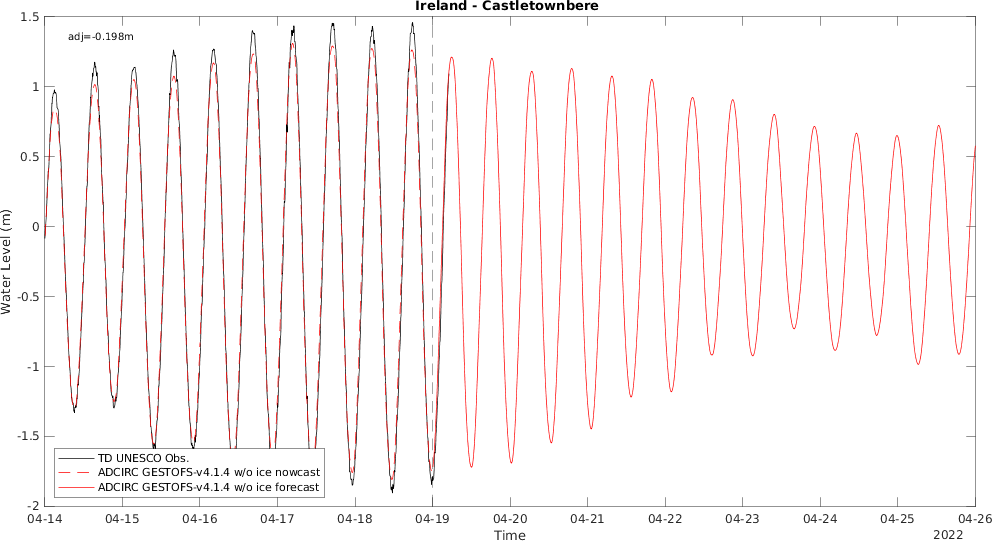 Ireland - Castletownbere
adj=-0.198m
1.5
1
0.5
0
-0.5
-1
-1.5
-2
Water Level (m)
TD UNESCO Obs.
ADCIRC GESTOFS-v4.1.4 w/o ice nowcast
ADCIRC GESTOFS-v4.1.4 w/o ice forecast
04-14 04-15 04-16 04-17 04-18 04-19 04-20 04-21 04-22 04-23 04-24 04-25 04-26
Time
2022